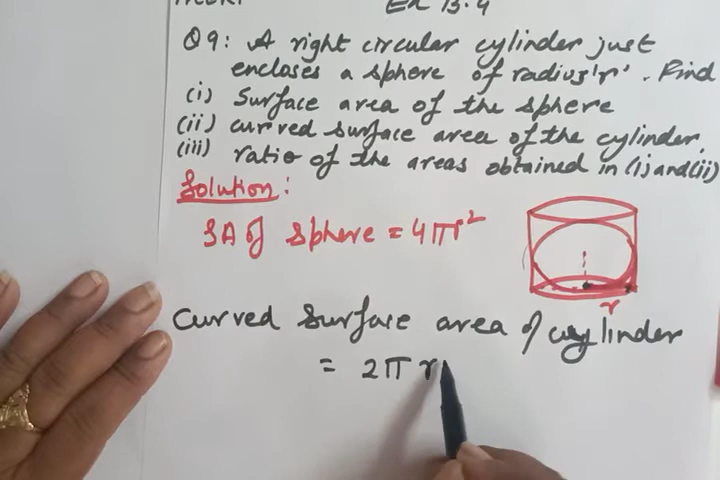 Ex 13.4
Q9: A right circular cylinder just
encloses a sphere of radius 'r'. Find
(i) Surface area of the sphere
(ii) curved surface area of the cylinder.
(iii) ratio of the areas obtained in (i) and (ii)
Solution:
SA of sphere = 4πr²
r
Curved surface area of cylinder
= 2πr